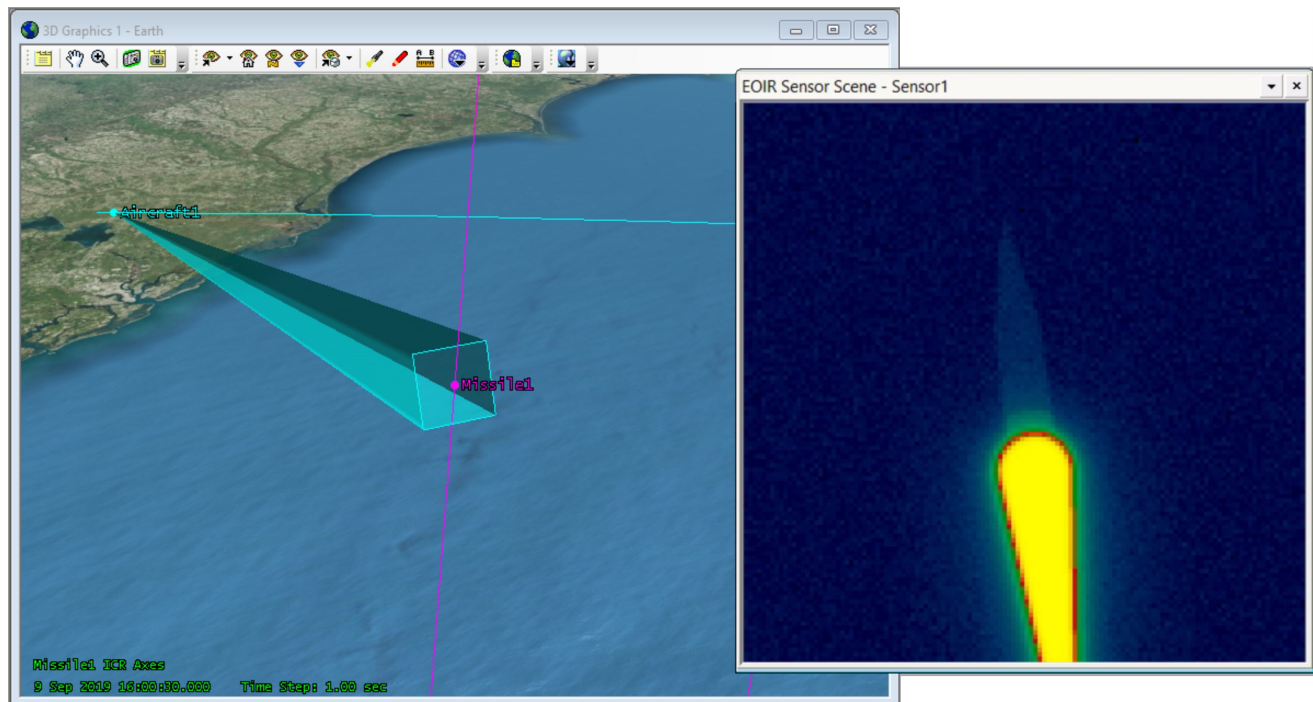 3D Graphics 1 - Earth
EOIR Sensor Scene - Sensor1
A B
Aircraft1
Missile1
Missile1 ICR Axes
9 Sep 2019 16:00:30.000 Time Step: 1.00 sec